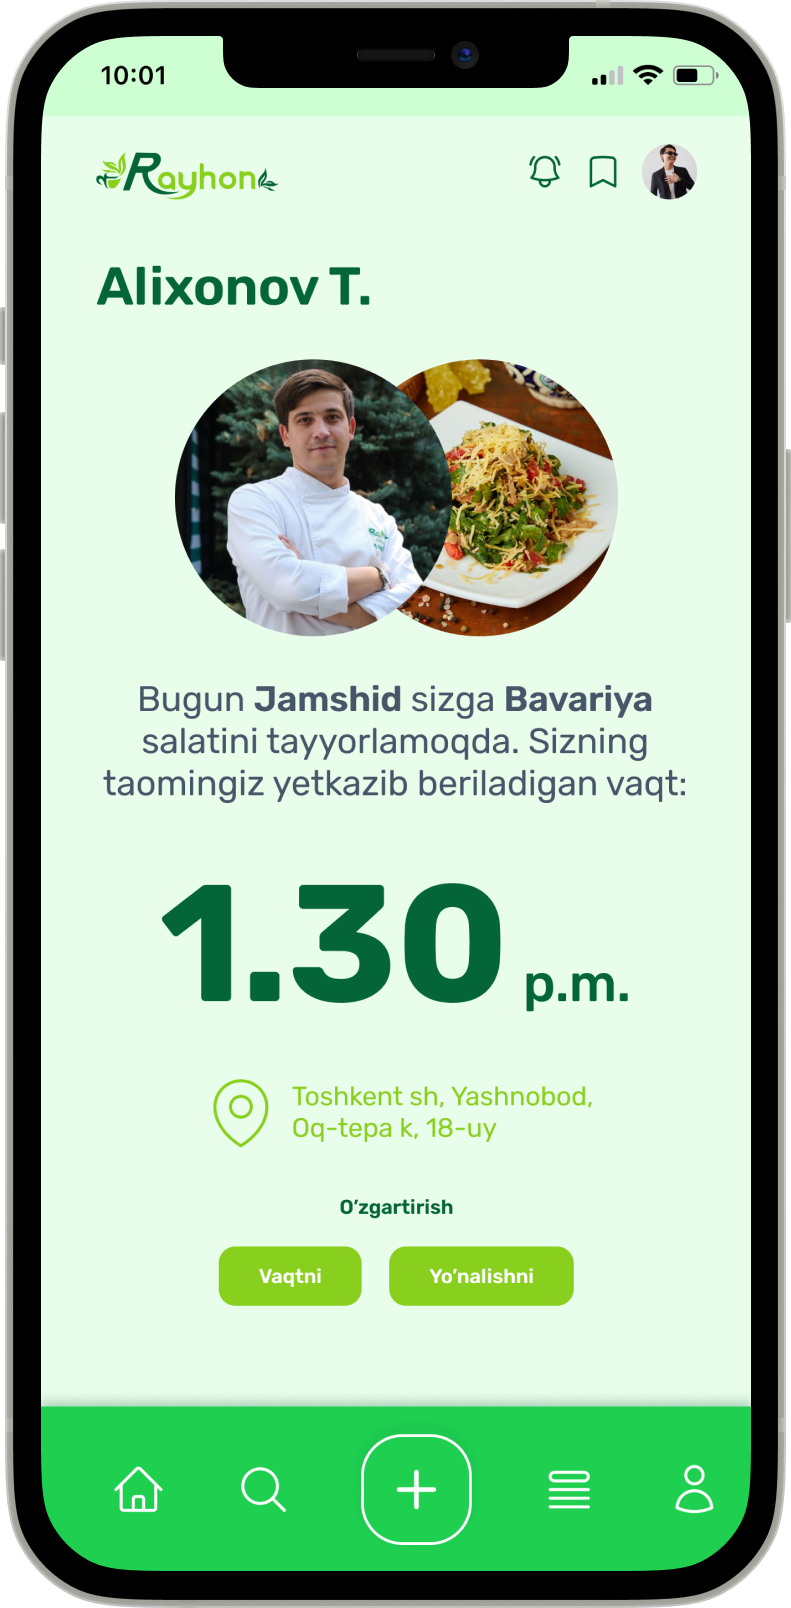 10:01
Rayhon
Alixonov T.
Bugun Jamshid sizga Bavariya
salatini tayyorlamoqda. Sizning
taomingiz yetkazib beriladigan vaqt:
1.30 p.m.
Toshkent sh, Yashnobod,
Oq-tepa k, 18-uy
O’zgartirish
Vaqtni
Yo’nalishni